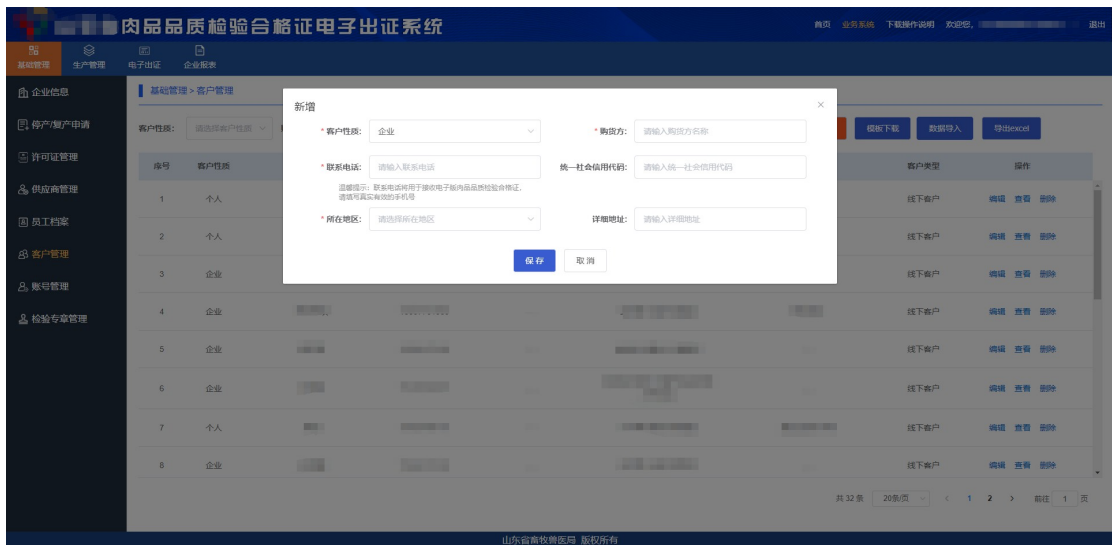 肉品品质检验合格证电子出证系统
首页 业务系统 下载操作说明 欢迎您, 退出
基础管理 生产管理 电子出证 企业报表
企业信息
停产/复产申请
许可证管理
供应商管理
员工档案
客户管理
账号管理
检验专章管理
基础管理 > 客户管理
客户性质: 请选择客户性质 模板下载 数据导入 导出excel
新增 ×
* 客户性质: 企业 * 购货方: 请输入购货方名称
* 联系电话: 请输入联系电话 统一社会信用代码: 请输入统一社会信用代码
温馨提示: 联系电话将用于接收电子版肉品品质检验合格证,
请填写真实有效的手机号
* 所在地区: 请选择所在地区 详细地址: 请输入详细地址
保存 取消
序号 客户性质 客户类型 操作
1 个人 线下客户 编辑 查看 删除
2 个人 线下客户 编辑 查看 删除
3 企业 线下客户 编辑 查看 删除
4 企业 线下客户 编辑 查看 删除
5 企业 线下客户 编辑 查看 删除
6 企业 线下客户 编辑 查看 删除
7 个人 线下客户 编辑 查看 删除
8 企业 线下客户 编辑 查看 删除
共 32 条 20条/页 < 1 2 > 前往 1 页
山东省畜牧兽医局 版权所有